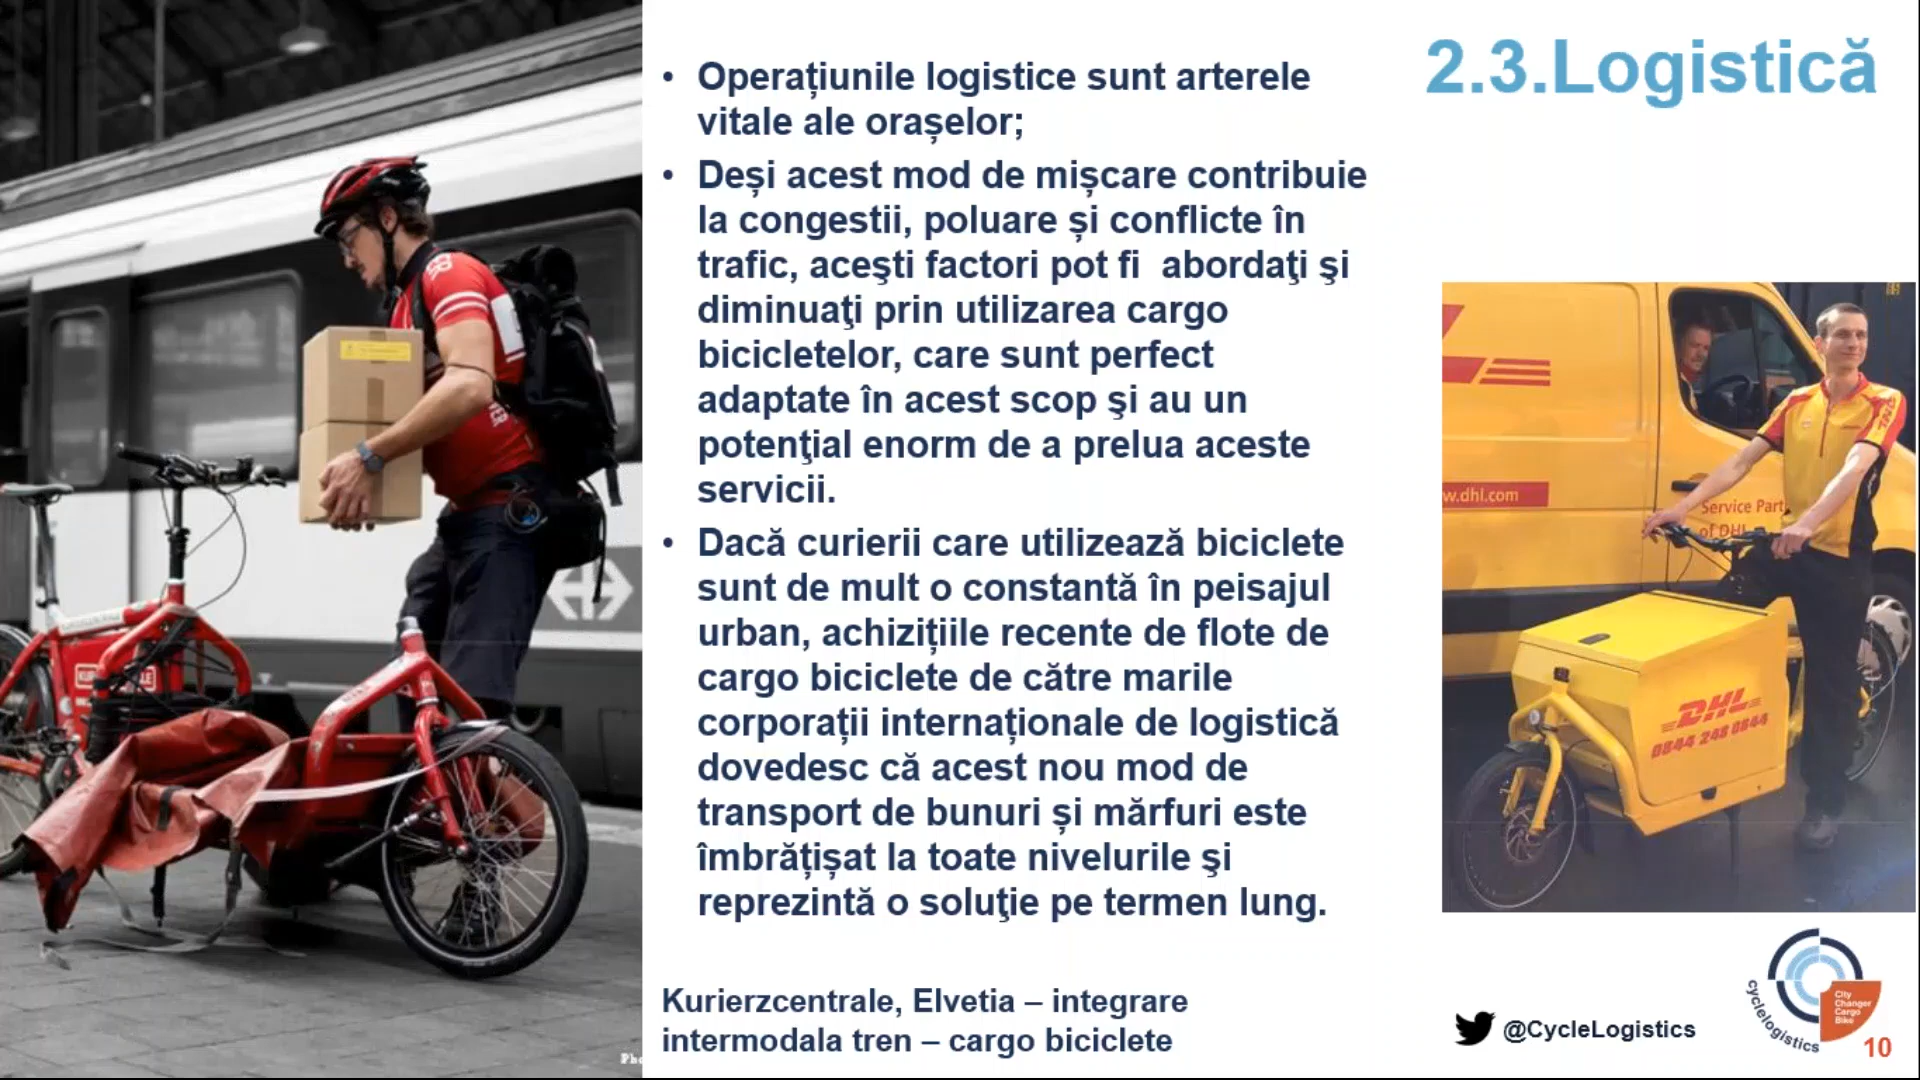 2.3.Logistică
• Operațiunile logistice sunt arterele
vitale ale orașelor;
• Deși acest mod de mișcare contribuie
la congestii, poluare și conflicte în
trafic, aceşti factori pot fi  abordaţi şi
diminuaţi prin utilizarea cargo
bicicletelor, care sunt perfect
adaptate în acest scop şi au un
potenţial enorm de a prelua aceste
servicii.
• Dacă curierii care utilizează biciclete
sunt de mult o constantă în peisajul
urban, achizițiile recente de flote de
cargo biciclete de către marile
corporații internaționale de logistică
dovedesc că acest nou mod de
transport de bunuri și mărfuri este
îmbrățișat la toate nivelurile şi
reprezintă o soluţie pe termen lung.
Kurierzcentrale, Elvetia – integrare
intermodala tren – cargo biciclete
w.dhl.com
Service Part
of DHL
DHL
0844 248 0844
@CycleLogistics
cyclelogistics
City
Changer
Cargo
Bike
10